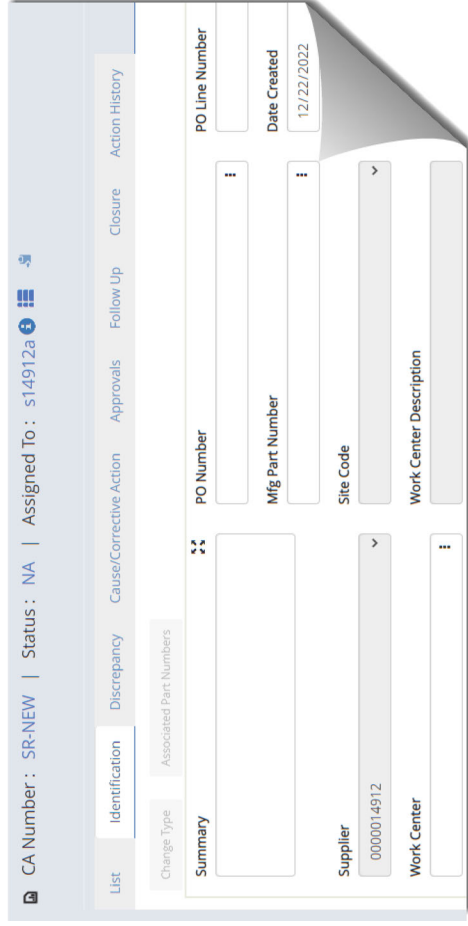 CA Number : SR-NEW | Status : NA | Assigned To : s14912a
List Identification Discrepancy Cause/Corrective Action Approvals Follow Up Closure Action History
Change Type Associated Part Numbers
Summary PO Number PO Line Number
Mfg Part Number Date Created
12/22/2022
Supplier Site Code
0000014912
Work Center Work Center Description